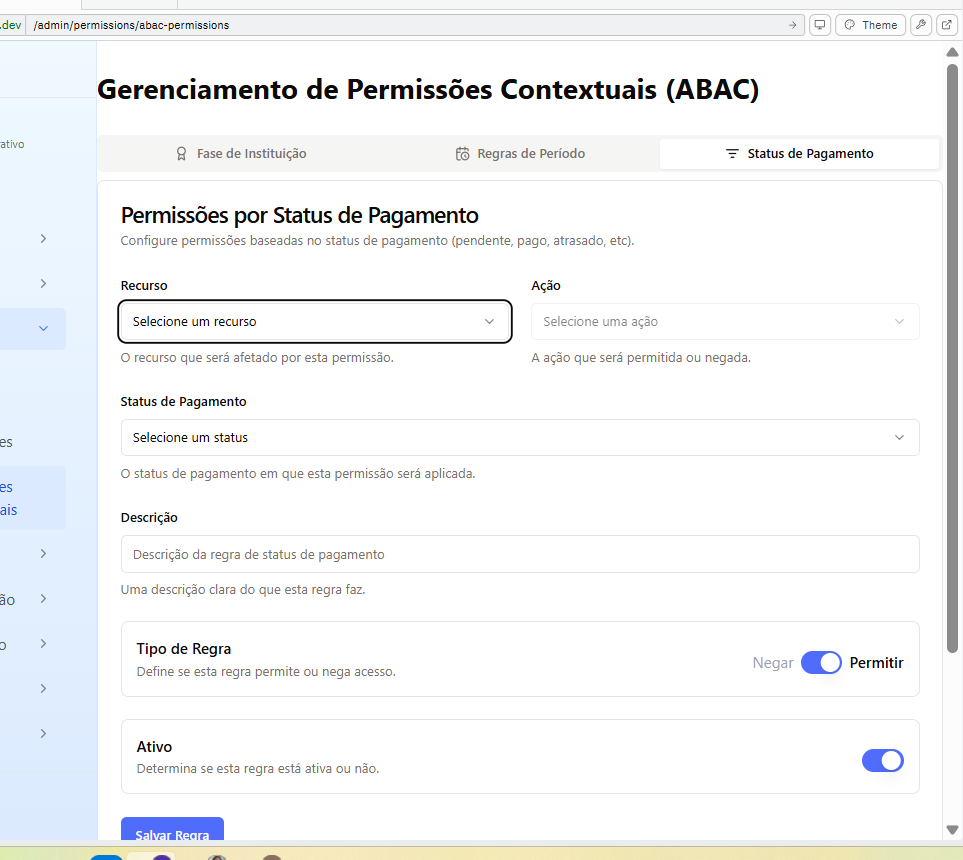 .dev /admin/permissions/abac-permissions
Theme
Gerenciamento de Permissões Contextuais (ABAC)
ativo
Fase de Instituição
Regras de Período
Status de Pagamento
Permissões por Status de Pagamento
Configure permissões baseadas no status de pagamento (pendente, pago, atrasado, etc).
Recurso
Ação
Selecione um recurso
Selecione uma ação
O recurso que será afetado por esta permissão.
A ação que será permitida ou negada.
Status de Pagamento
Selecione um status
es
O status de pagamento em que esta permissão será aplicada.
es
ais
Descrição
Descrição da regra de status de pagamento
Uma descrição clara do que esta regra faz.
ão
o
Tipo de Regra
Define se esta regra permite ou nega acesso.
Negar
Permitir
Ativo
Determina se esta regra está ativa ou não.
Salvar Regra